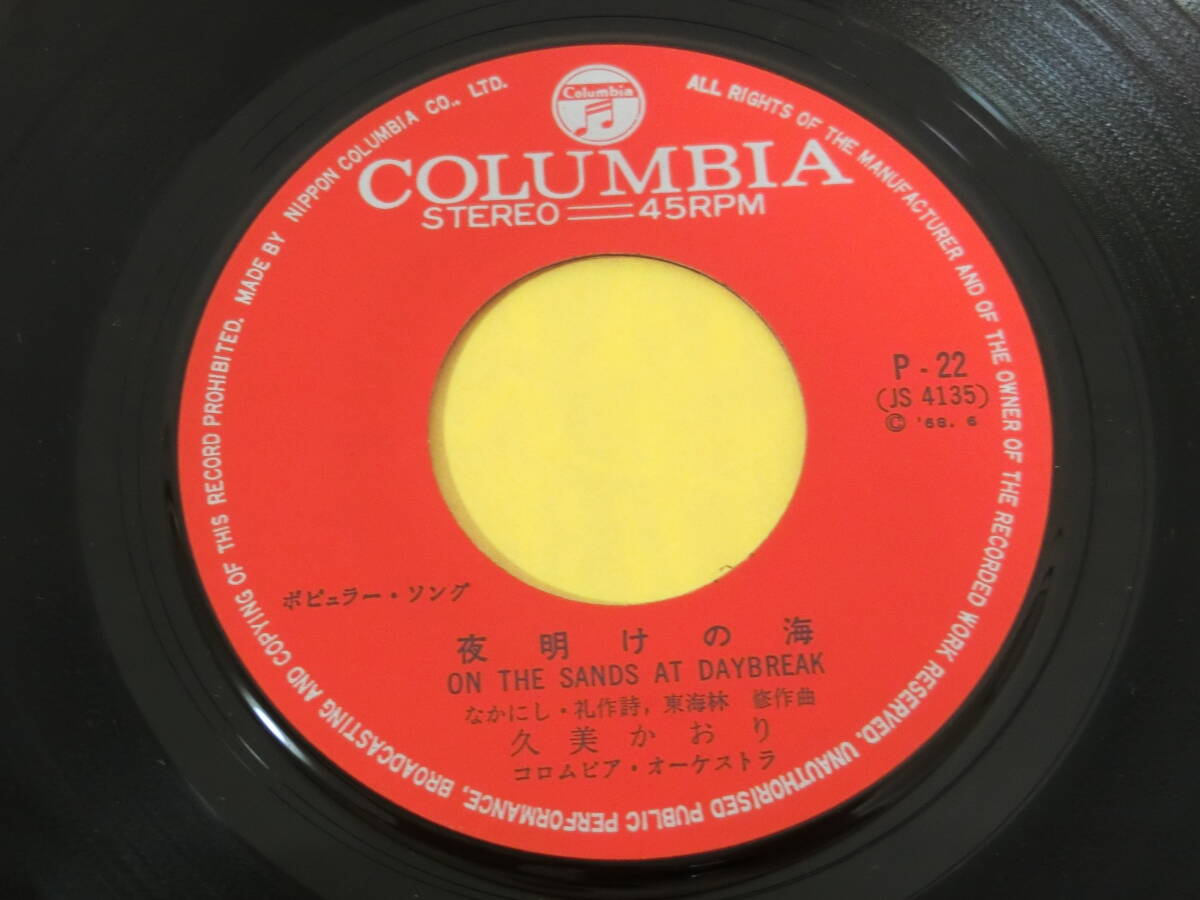 MADE BY NIPPON COLUMBIA CO., LTD.
ALL RIGHTS OF THE MANUFACTURER AND OF THE OWNER OF THE RECORDED WORK RESERVED. UNAUTHORISED PUBLIC PERFORMANCE, BROADCASTING AND COPYING OF THIS RECORD PROHIBITED.
Columbia
COLUMBIA
STEREO 45RPM
P - 22
(JS 4135)
© '68. 6
ポピュラー・ソング
夜明けの海
ON THE SANDS AT DAYBREAK
なかにし・礼作詩, 東海林 修作曲
久美かおり
コロムビア・オーケストラ